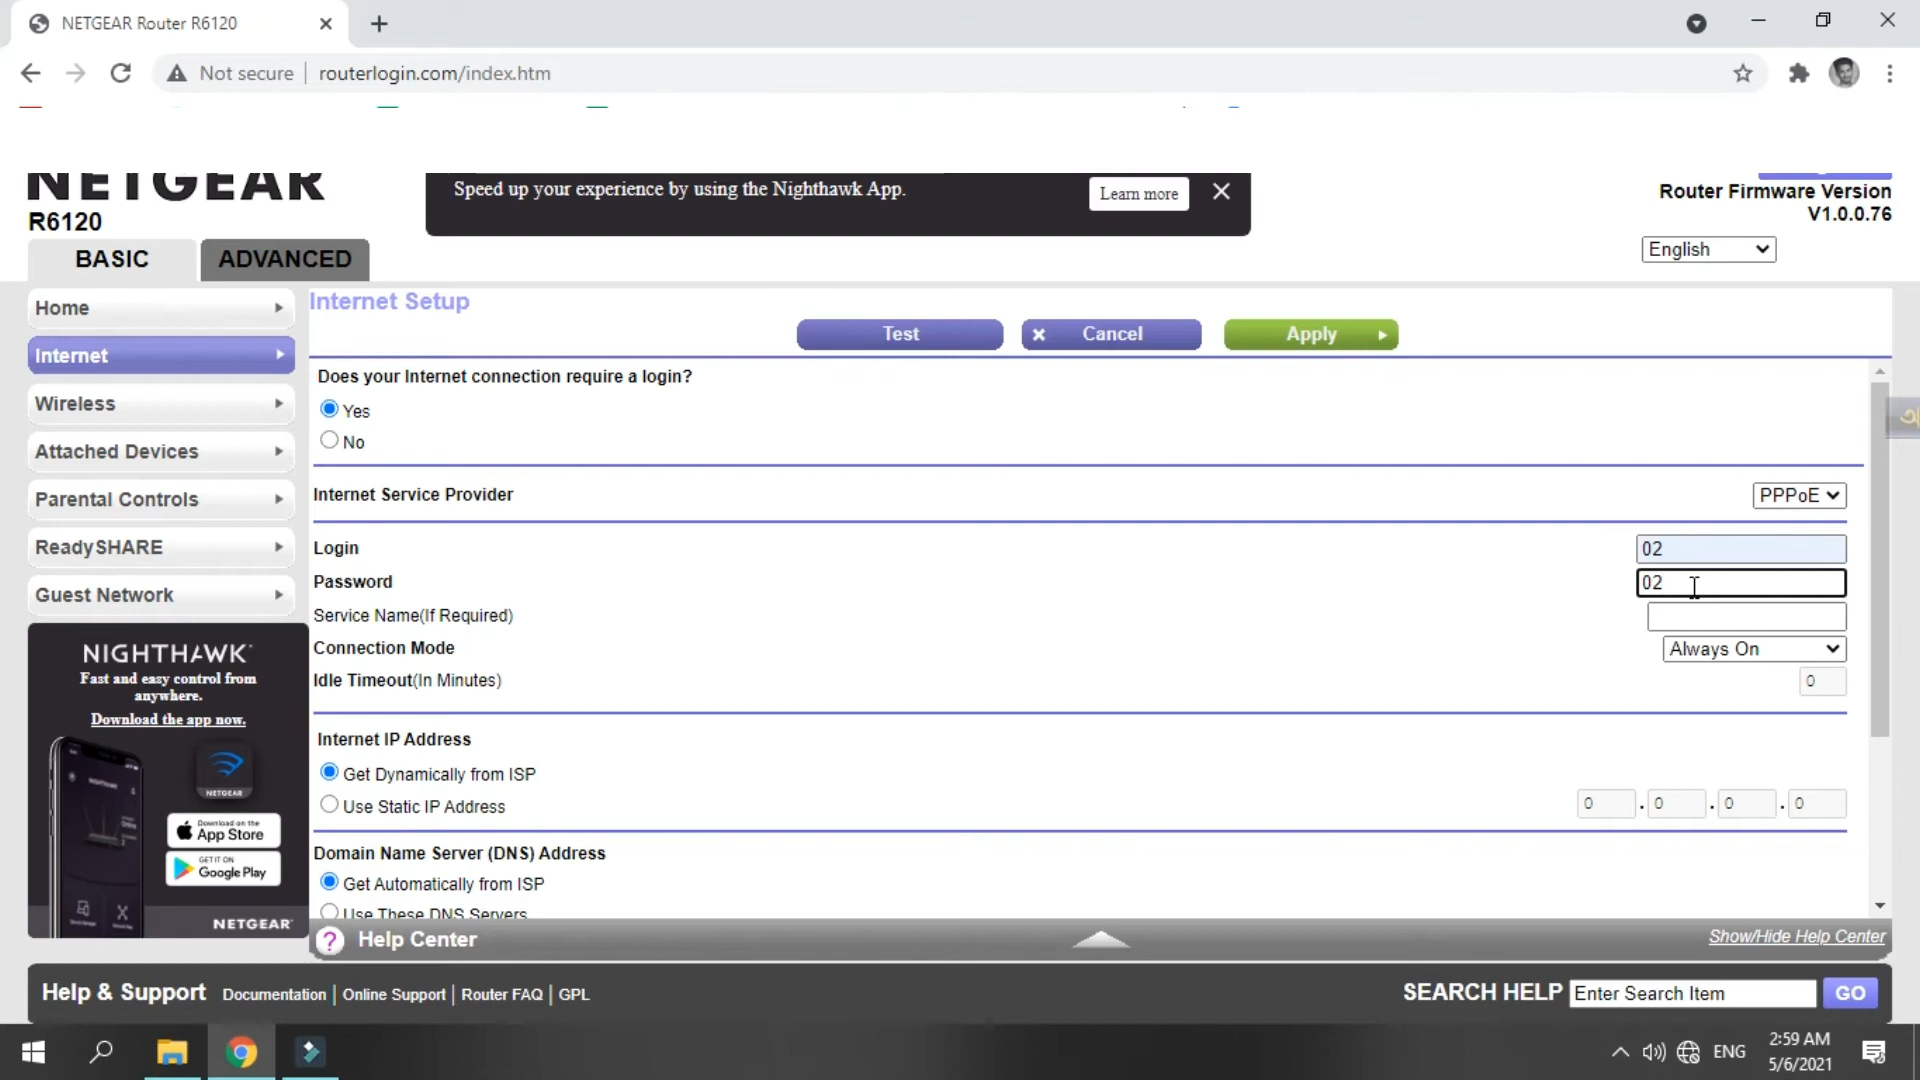 NETGEAR Router R6120
Not secure
routerlogin.com/index.htm
NETGEAR
R6120
Speed up your experience by using the Nighthawk App.
Learn more
Router Firmware Version
V1.0.0.76
English
BASIC
ADVANCED
Home
Internet
Wireless
Attached Devices
Parental Controls
ReadySHARE
Guest Network
NIGHTHAWK
Fast and easy control from
anywhere.
Download the app now.
NETGEAR
Download on the
App Store
GET IT ON
Google Play
NETGEAR
Internet Setup
Test
Cancel
Apply
Does your Internet connection require a login?
Yes
No
Internet Service Provider
PPPoE
Login
02
Password
02
Service Name(If Required)
Connection Mode
Always On
Idle Timeout(In Minutes)
0
Internet IP Address
Get Dynamically from ISP
Use Static IP Address
0 . 0 . 0 . 0
Domain Name Server (DNS) Address
Get Automatically from ISP
Use These DNS Servers
? Help Center
Show/Hide Help Center
Help & Support
Documentation | Online Support | Router FAQ | GPL
SEARCH HELP
Enter Search Item
GO
ENG
2:59 AM
5/6/2021